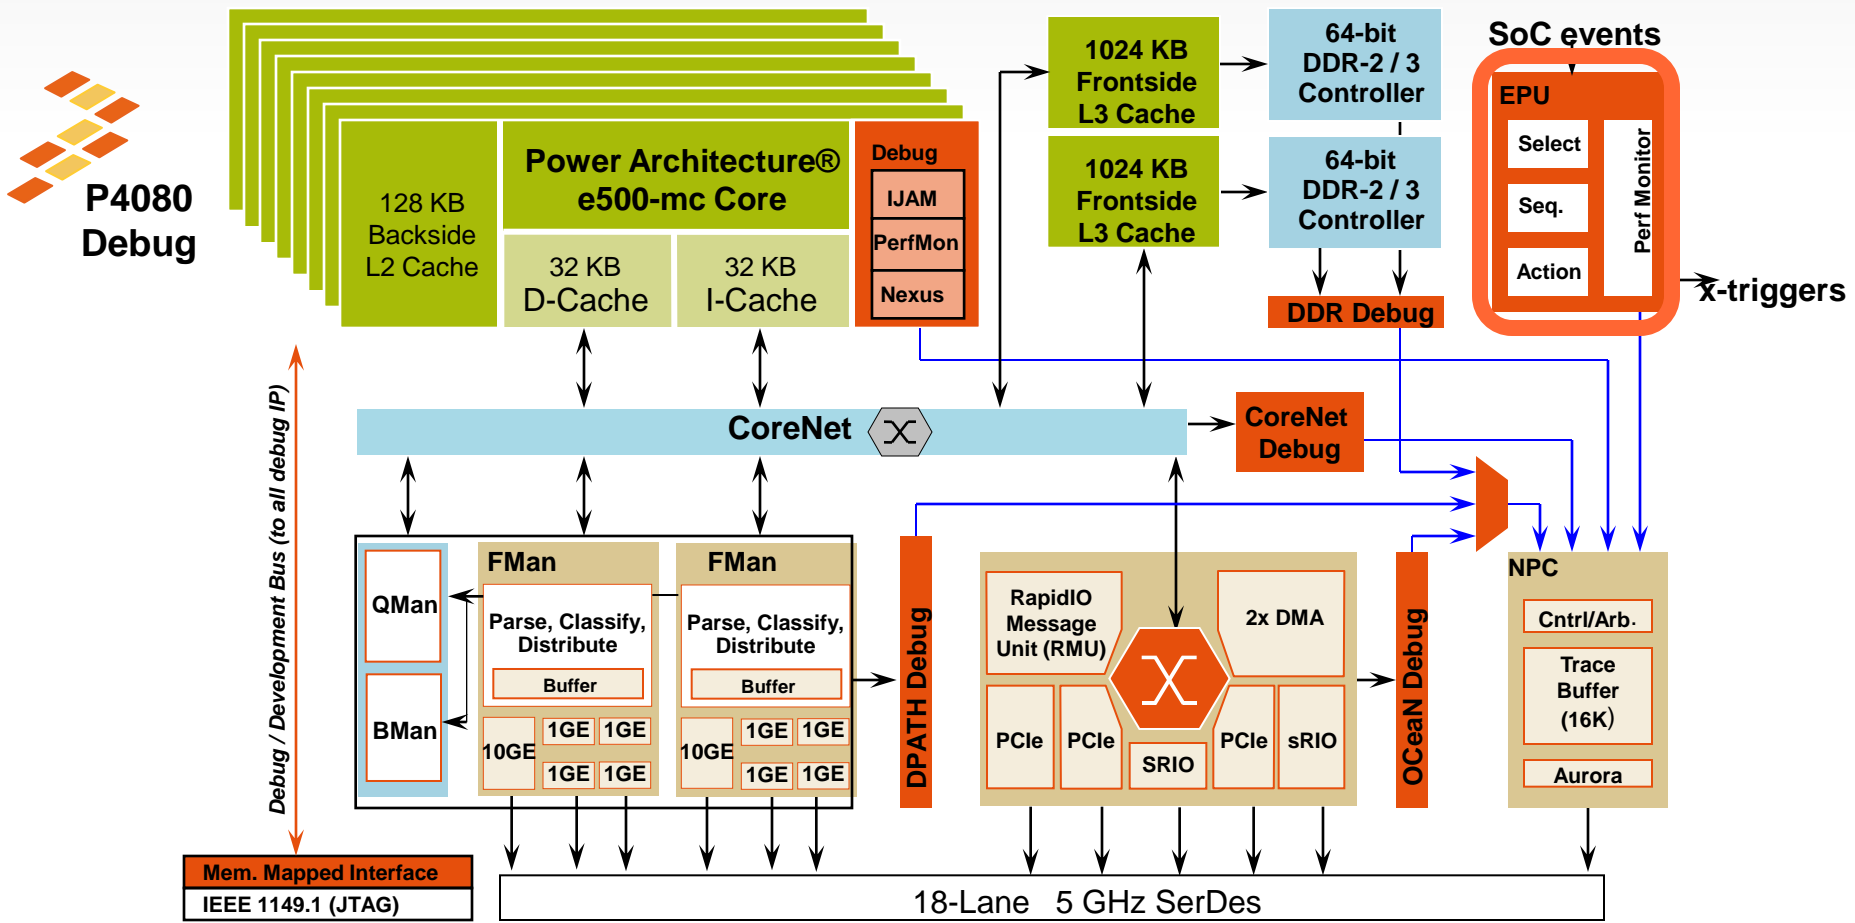 P4080
Debug
128 KB
Backside
L2 Cache
Power Architecture®
e500-mc Core
32 KB
D-Cache
32 KB
I-Cache
Debug
IJAM
PerfMon
Nexus
1024 KB
Frontside
L3 Cache
1024 KB
Frontside
L3 Cache
64-bit
DDR-2 / 3
Controller
64-bit
DDR-2 / 3
Controller
DDR Debug
SoC events
EPU
Select
Seq.
Action
Perf Monitor
x-triggers
CoreNet
CoreNet
Debug
Debug / Development Bus (to all debug IP)
QMan
BMan
FMan
Parse, Classify,
Distribute
Buffer
10GE
1GE
1GE
1GE
1GE
FMan
Parse, Classify,
Distribute
Buffer
10GE
1GE
1GE
1GE
1GE
DPATH Debug
RapidIO
Message
Unit (RMU)
2x DMA
PCIe
PCIe
SRIO
PCIe
sRIO
OCeaN Debug
NPC
Cntrl/Arb.
Trace
Buffer
(16K)
Aurora
Mem. Mapped Interface
IEEE 1149.1 (JTAG)
18-Lane 5 GHz SerDes